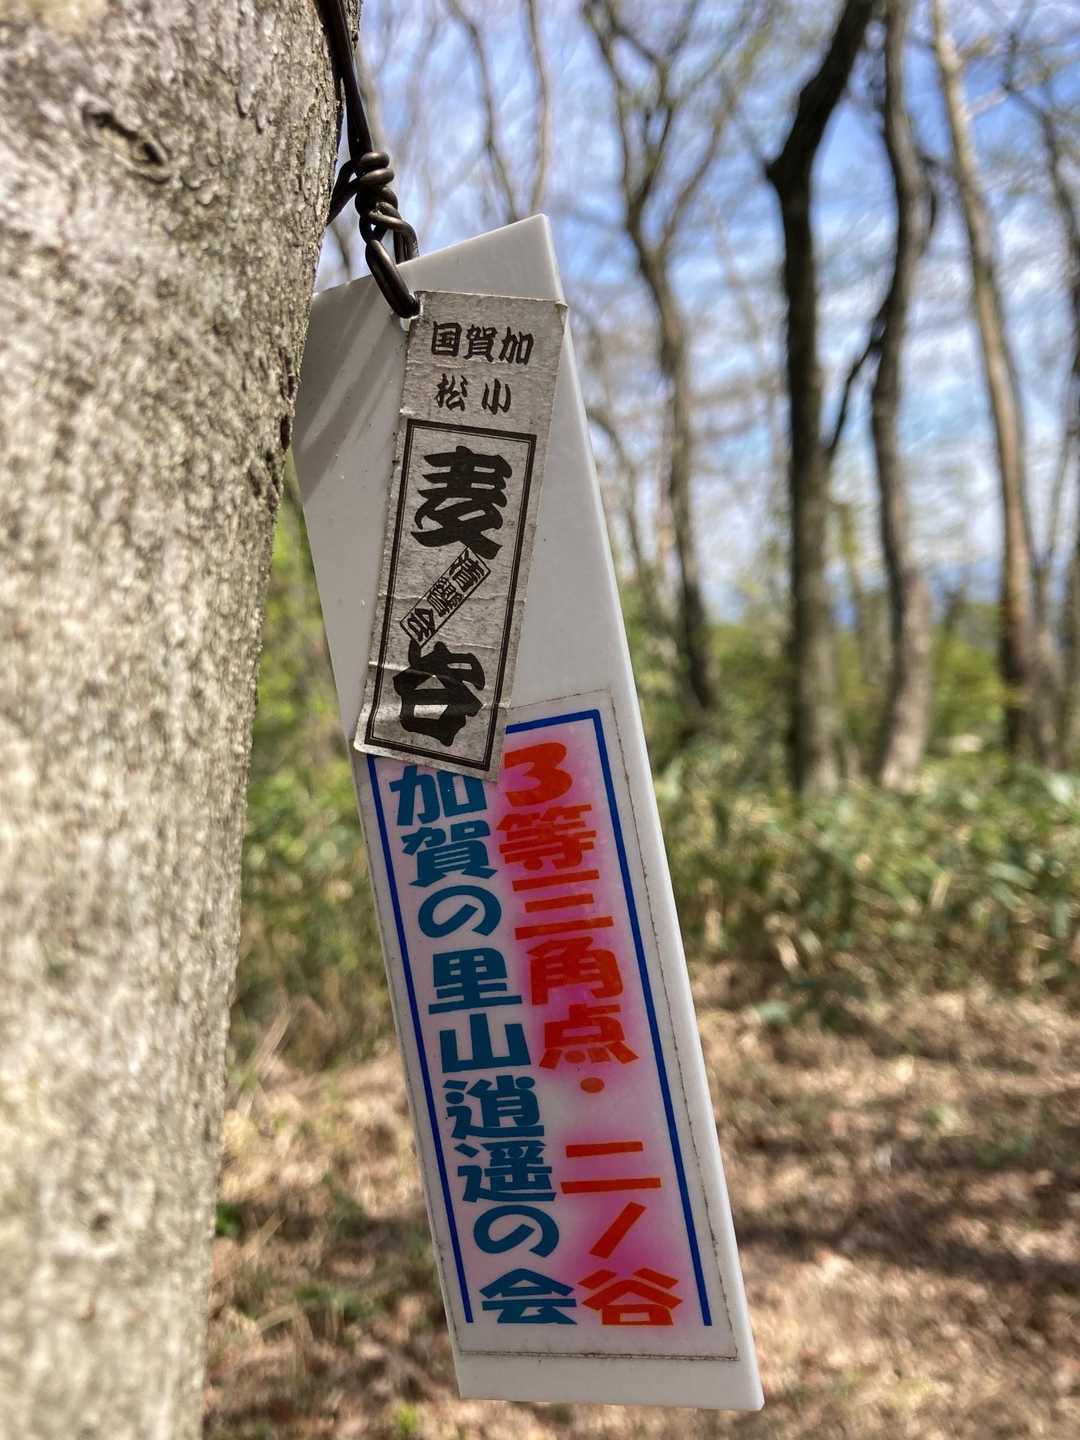 加賀国
小松
麦谷
3等三角点・二ノ谷
加賀の里山逍遥の会